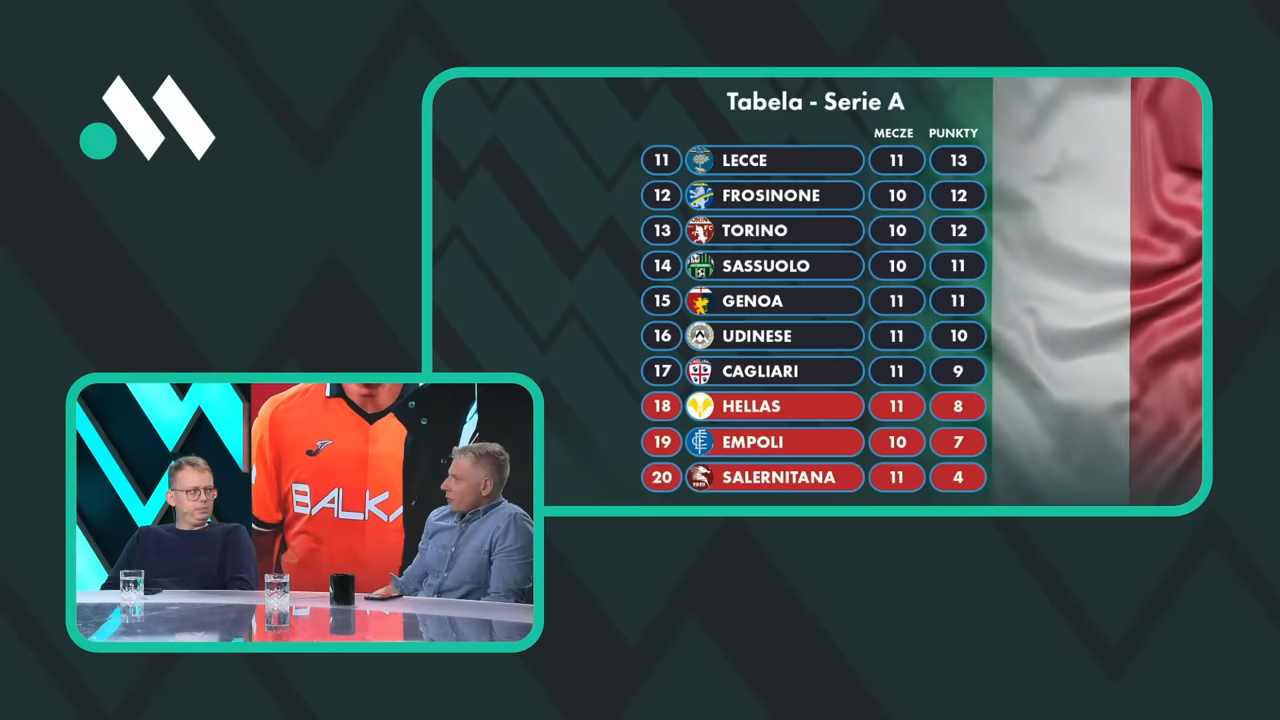 Tabela - Serie A
MECZE PUNKTY
11 LECCE 11 13
12 FROSINONE 10 12
13 TORINO 10 12
14 SASSUOLO 10 11
15 GENOA 11 11
16 UDINESE 11 10
17 CAGLIARI 11 9
18 HELLAS 11 8
19 EMPOLI 10 7
20 SALERNITANA 11 4
BALKA